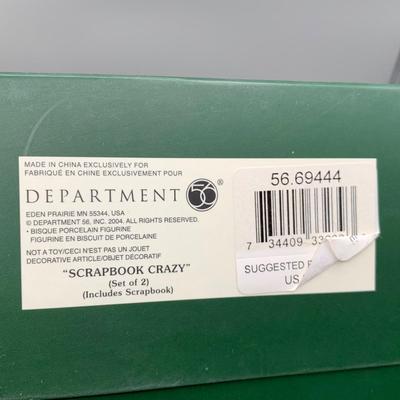 MADE IN CHINA EXCLUSIVELY FOR
FABRIQUÉ EN CHINE EXCLUSIVEMENT POUR
DEPARTMENT 56
EDEN PRAIRIE MN 55344, USA
© DEPARTMENT 56, INC. 2004. ALL RIGHTS RESERVED.
• BISQUE PORCELAIN FIGURINE
FIGURINE EN BISCUIT DE PORCELAINE
NOT A TOY/CECI N'EST PAS UN JOUET
DECORATIVE ARTICLE/OBJET DÉCORATIF
"SCRAPBOOK CRAZY"
(Set of 2)
(Includes Scrapbook)
56.69444
7 34409
SUGGESTED
US